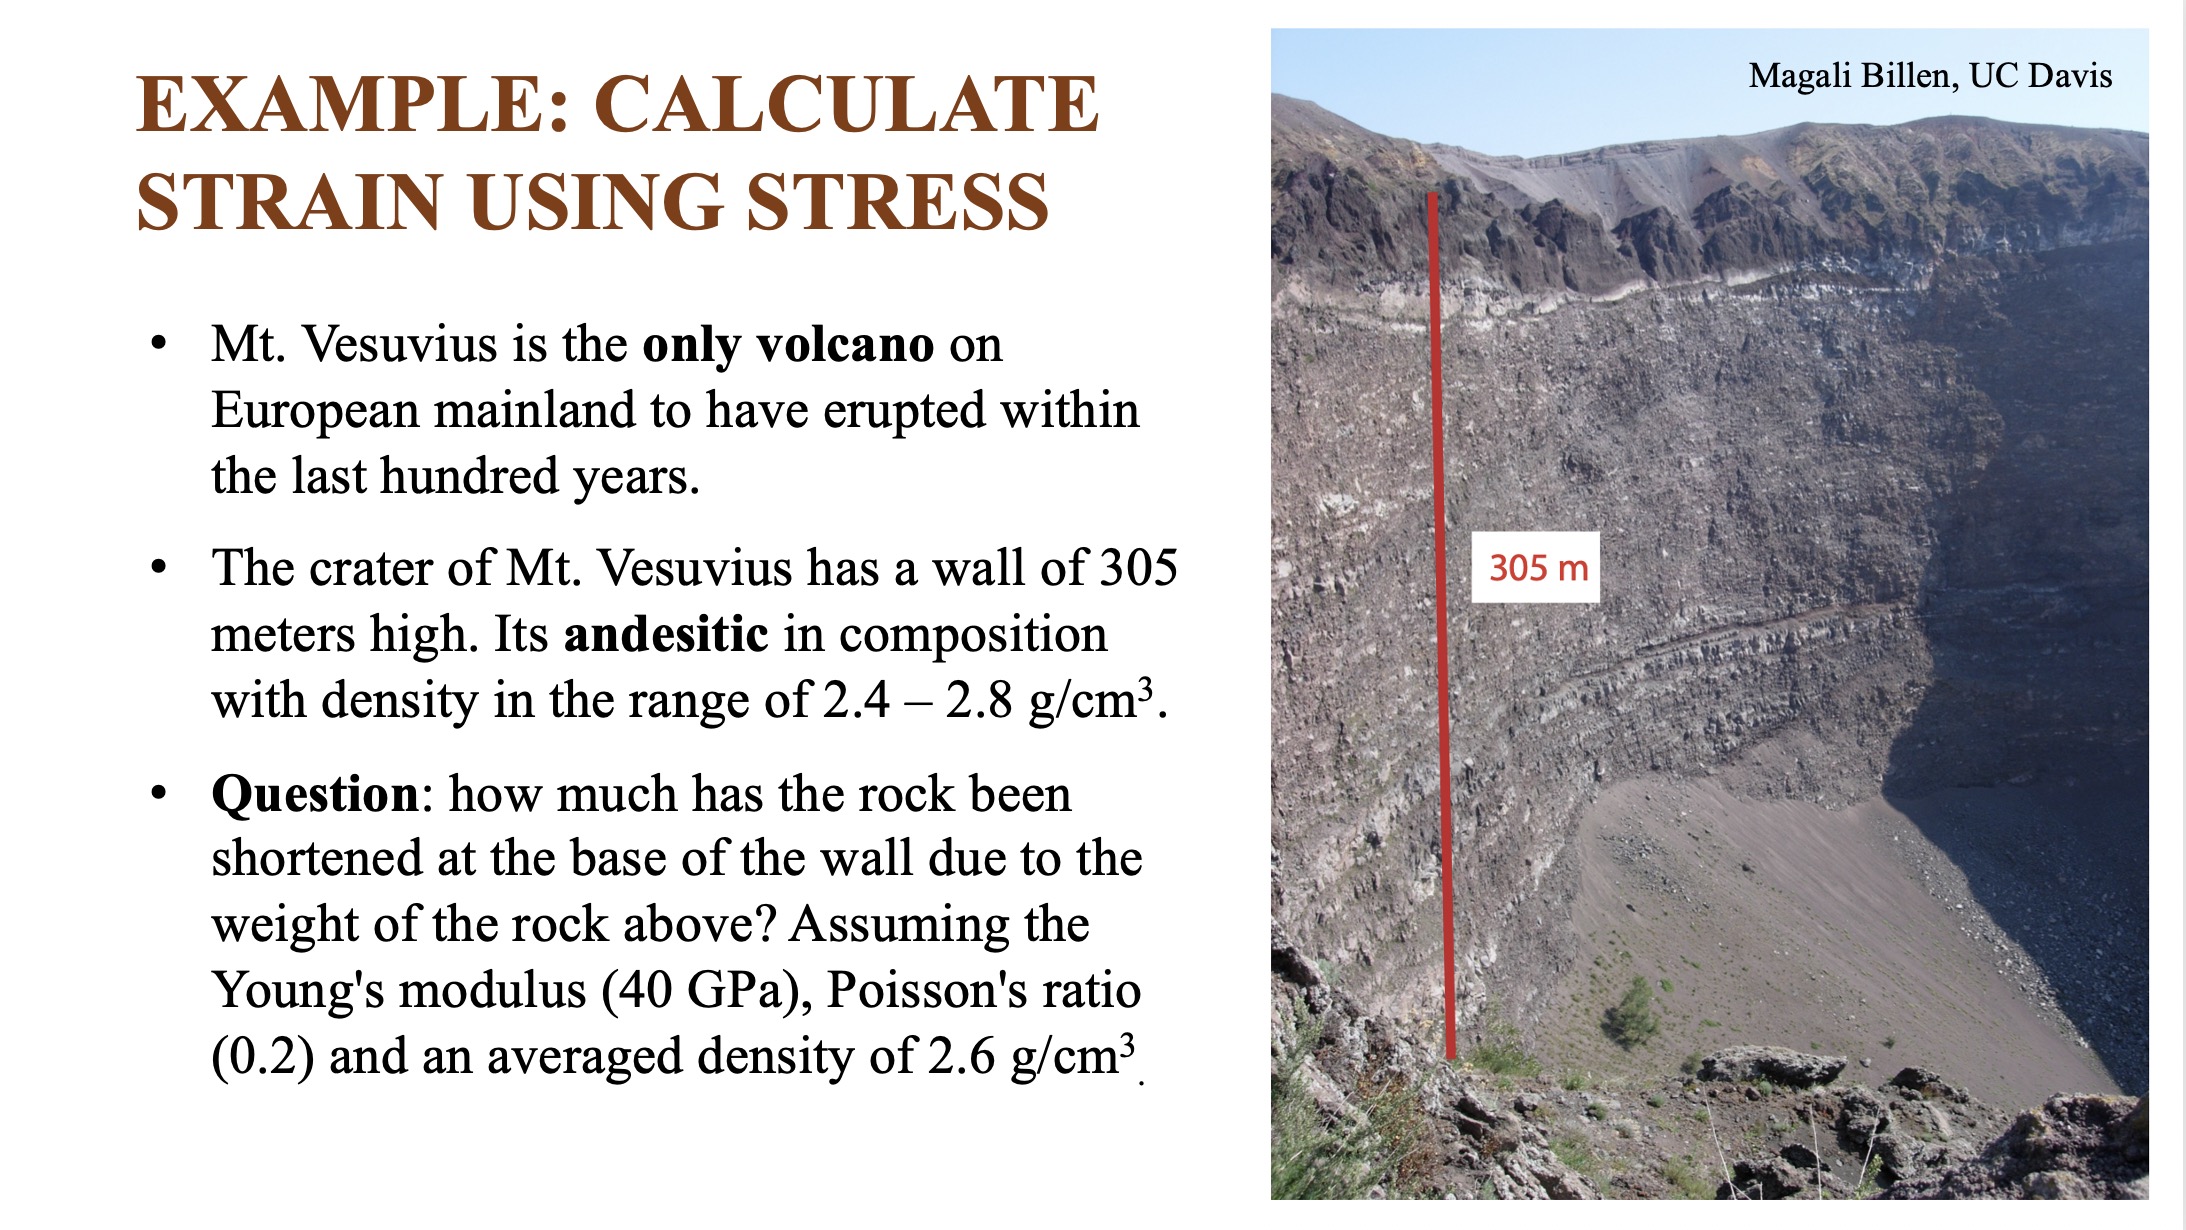 EXAMPLE: CALCULATE
STRAIN USING STRESS
• Mt. Vesuvius is the only volcano on
European mainland to have erupted within
the last hundred years.
• The crater of Mt. Vesuvius has a wall of 305
meters high. Its andesitic in composition
with density in the range of 2.4 – 2.8 g/cm³.
• Question: how much has the rock been
shortened at the base of the wall due to the
weight of the rock above? Assuming the
Young's modulus (40 GPa), Poisson's ratio
(0.2) and an averaged density of 2.6 g/cm³.
Magali Billen, UC Davis
305 m